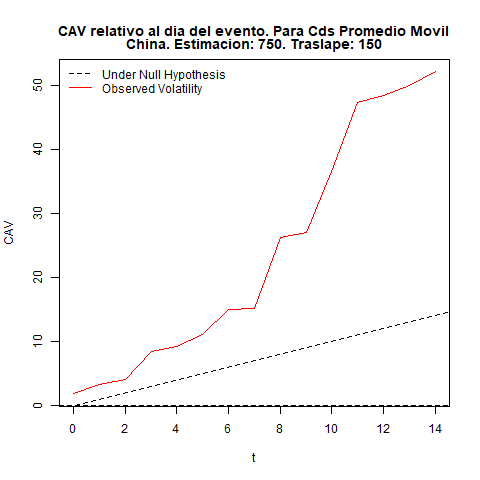 CAV relativo al dia del evento. Para Cds Promedio Movil
China. Estimacion: 750. Traslape: 150
Under Null Hypothesis
Observed Volatility
50
40
30
20
10
0
CAV
0 2 4 6 8 10 12 14
t